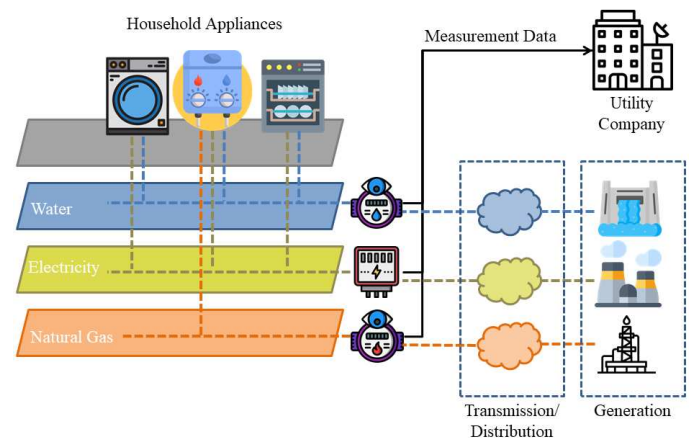 Household Appliances
Measurement Data
Utility
Company
Water
Electricity
Natural Gas
Transmission/
Distribution
Generation